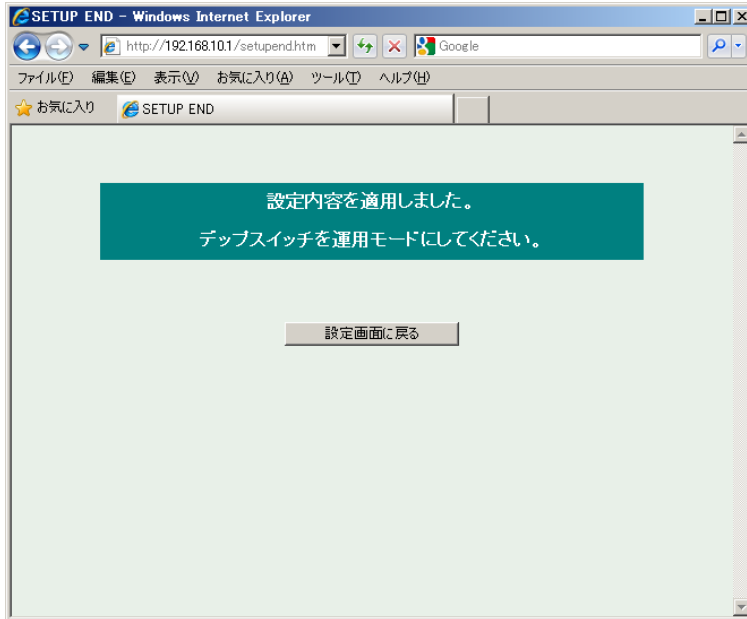 SETUP END - Windows Internet Explorer
http://192.168.10.1/setupend.htm
Google
ファイル(F) 編集(E) 表示(V) お気に入り(A) ツール(T) ヘルプ(H)
お気に入り SETUP END
設定内容を適用しました。
デップスイッチを運用モードにしてください。
設定画面に戻る